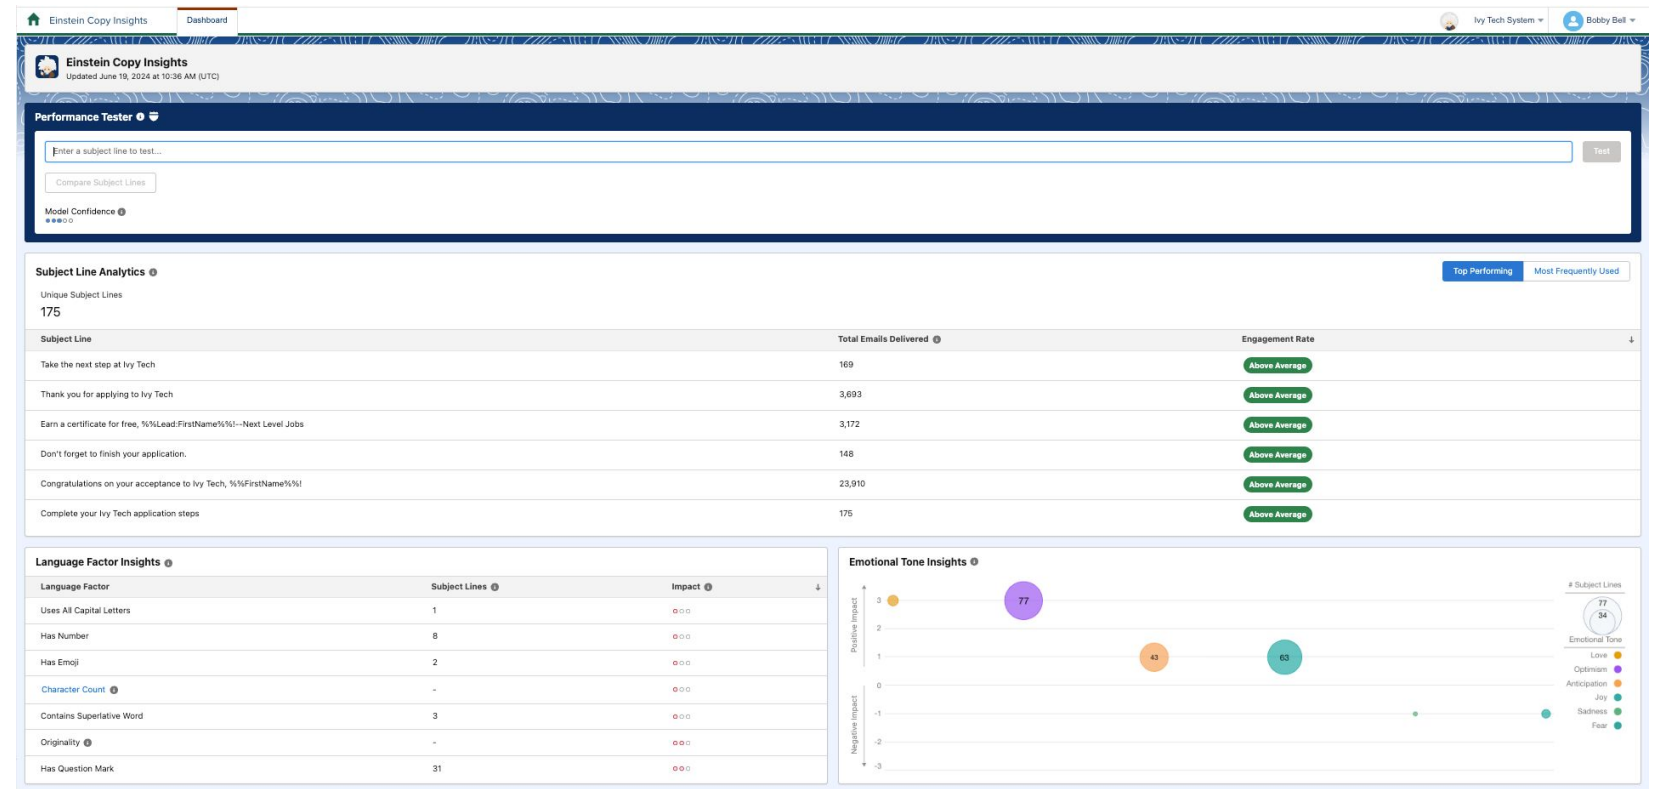 Einstein Copy Insights Dashboard Ivy Tech System Bobby Bell
Einstein Copy Insights
Updated June 19, 2024 at 10:36 AM (UTC)
Performance Tester
Enter a subject line to test... Test
Compare Subject Lines
Model Confidence
Subject Line Analytics Top Performing Most Frequently Used
Unique Subject Lines
175
Subject Line Total Emails Delivered Engagement Rate
Take the next step at Ivy Tech 169 Above Average
Thank you for applying to Ivy Tech 3,693 Above Average
Earn a certificate for free, %%Lead:FirstName%%!--Next Level Jobs 3,172 Above Average
Don't forget to finish your application. 148 Above Average
Congratulations on your acceptance to Ivy Tech, %%FirstName%%! 23,910 Above Average
Complete your Ivy Tech application steps 175 Above Average
Language Factor Insights
Language Factor Subject Lines Impact
Uses All Capital Letters 1
Has Number 8
Has Emoji 2
Character Count -
Contains Superlative Word 3
Originality -
Has Question Mark 31
Emotional Tone Insights
Positive Impact
Negative Impact
3
2
1
0
-1
-2
-3
77
43
63
# Subject Lines
77
34
Emotional Tone
Love
Optimism
Anticipation
Joy
Sadness
Fear